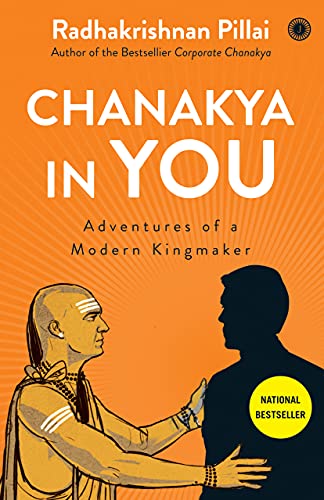 Radhakrishnan Pillai
Author of the Bestsellier Corporate Chanakya
CHANAKYA
IN YOU
Adventures of a
Modern Kingmaker
NATIONAL
BESTSELLER